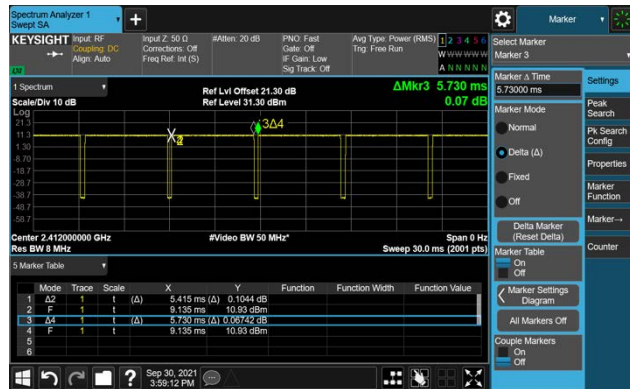 Spectrum Analyzer 1
Swept SA
+
Marker
KEYSIGHT
Input: RF
Coupling: DC
Align: Auto
Input Z: 50 Ω
Corrections: Off
Freq Ref: Int (S)
#Atten: 20 dB
PNO: Fast
Gate: Off
IF Gain: Low
Sig Track: Off
Avg Type: Power (RMS)
Trig: Free Run
1 2 3 4 5 6
W W W W W W
A N N N N N
Select Marker
Marker 3
1 Spectrum
Scale/Div 10 dB
Ref Lvl Offset 21.30 dB
Ref Level 31.30 dBm
ΔMkr3 5.730 ms
0.07 dB
Log
21.3
11.3
1.30
-8.70
-18.7
-28.7
-38.7
-48.7
-58.7
3Δ4
Center 2.412000000 GHz
Res BW 8 MHz
#Video BW 50 MHz*
Span 0 Hz
Sweep 30.0 ms (2001 pts)
5 Marker Table
Mode Trace Scale X Y Function Function Width Function Value
1 Δ2 1 t (Δ) 5.415 ms (Δ) 0.1044 dB
2 F 1 t 9.135 ms 10.93 dBm
3 Δ4 1 t (Δ) 5.730 ms (...) 0.06742 dB
4 F 1 t 9.135 ms 10.93 dBm
5
6
Marker Δ Time
5.73000 ms
Marker Mode
Normal
Delta (Δ)
Fixed
Off
Delta Marker
(Reset Delta)
Marker Table
On
Off
Marker Settings
Diagram
All Markers Off
Couple Markers
On
Off
Settings
Peak
Search
Pk Search
Config
Properties
Marker
Function
Marker→
Counter
?
Sep 30, 2021
3:59:12 PM